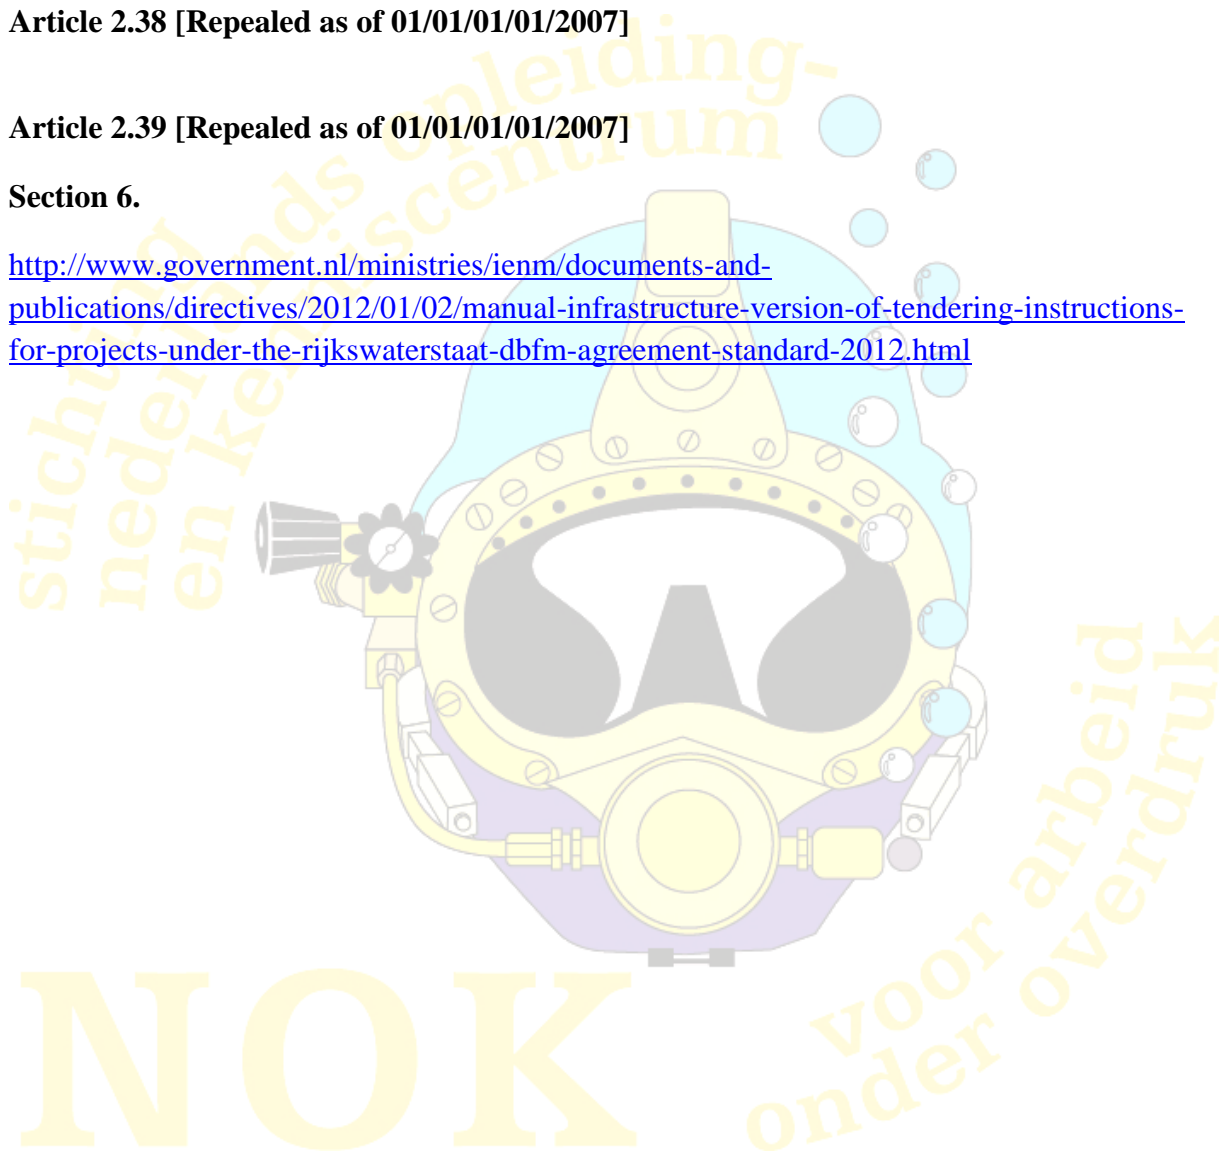 Article 2.38 [Repealed as of 01/01/01/01/2007]
Article 2.39 [Repealed as of 01/01/01/01/2007]
Section 6.
http://www.government.nl/ministries/ienm/documents-and-
publications/directives/2012/01/02/manual-infrastructure-version-of-tendering-instructions-
for-projects-under-the-rijkswaterstaat-dbfm-agreement-standard-2012.html
stichting
nederlands opleiding-
en kenniscentrum
voor arbeid
onder overdruk
NOK